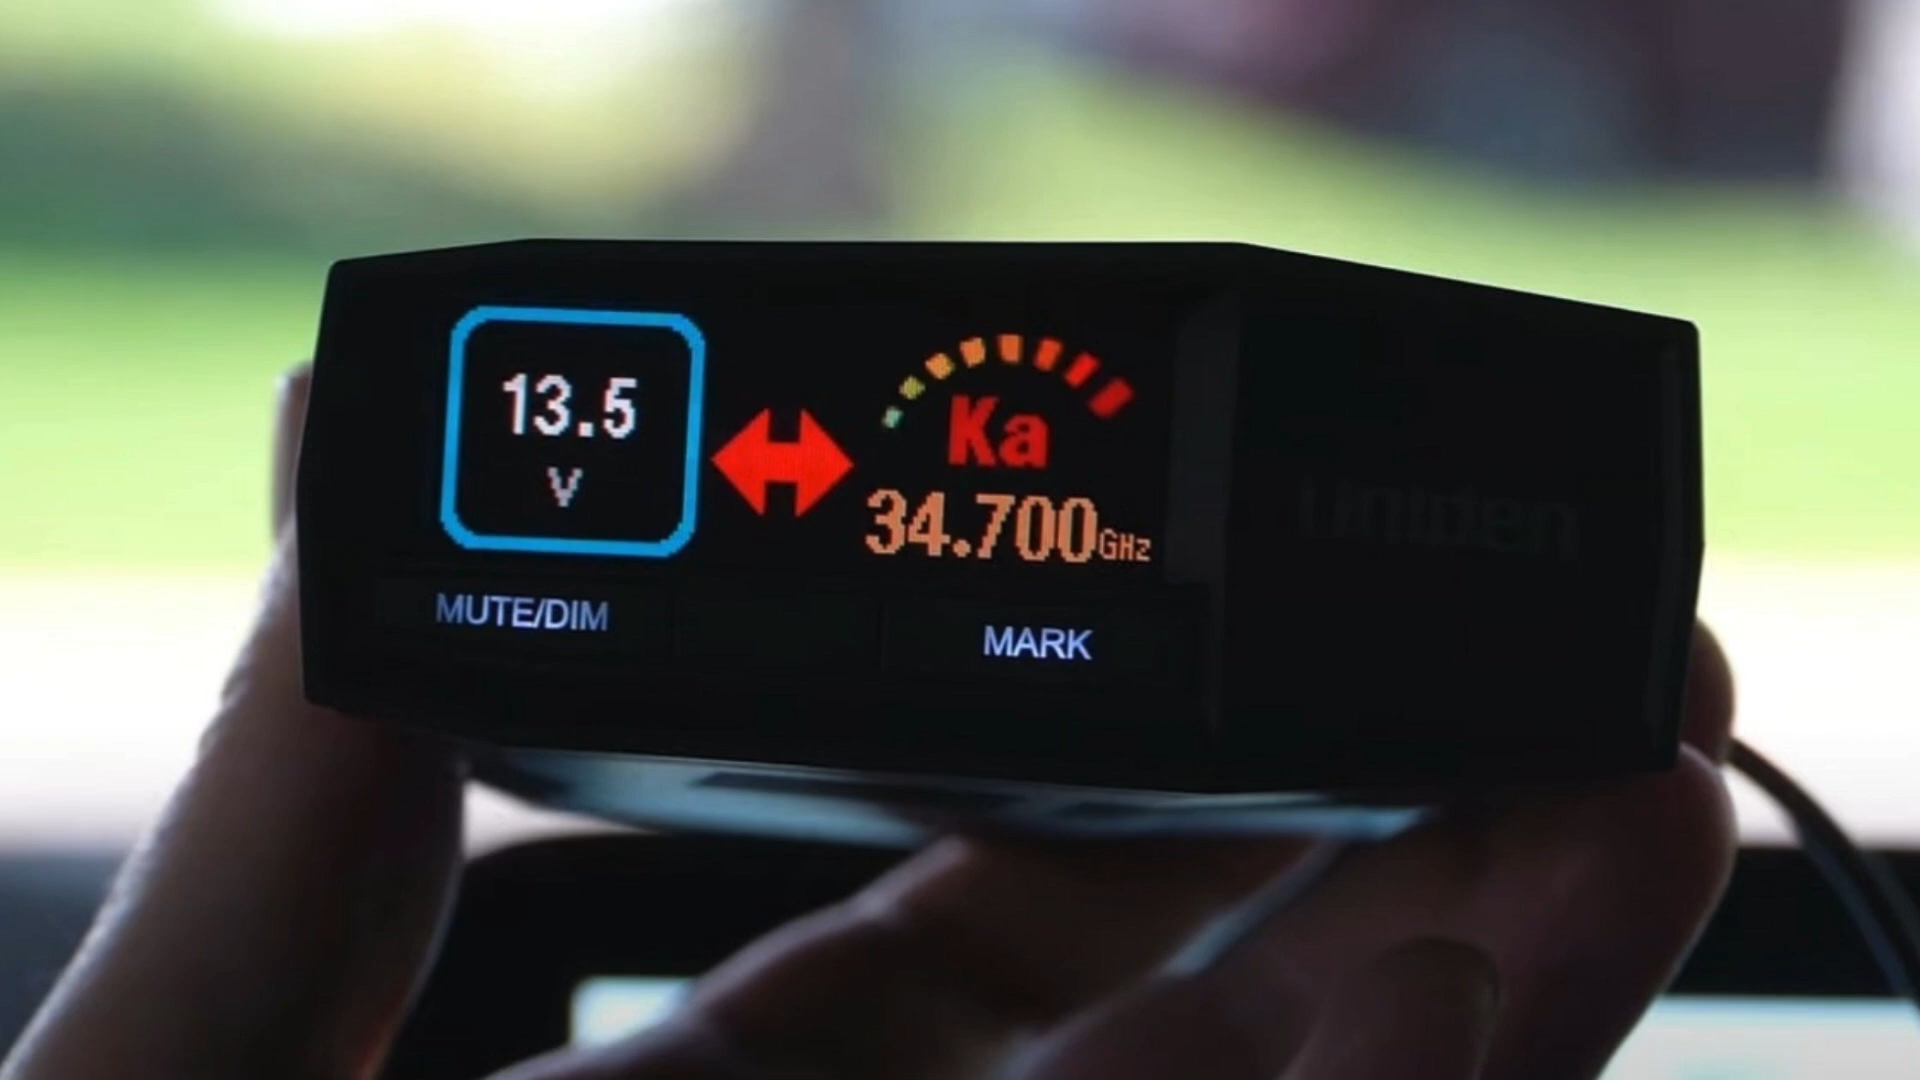 13.5
V
Ka
34.700GHz
MUTE/DIM
MARK
Uniden